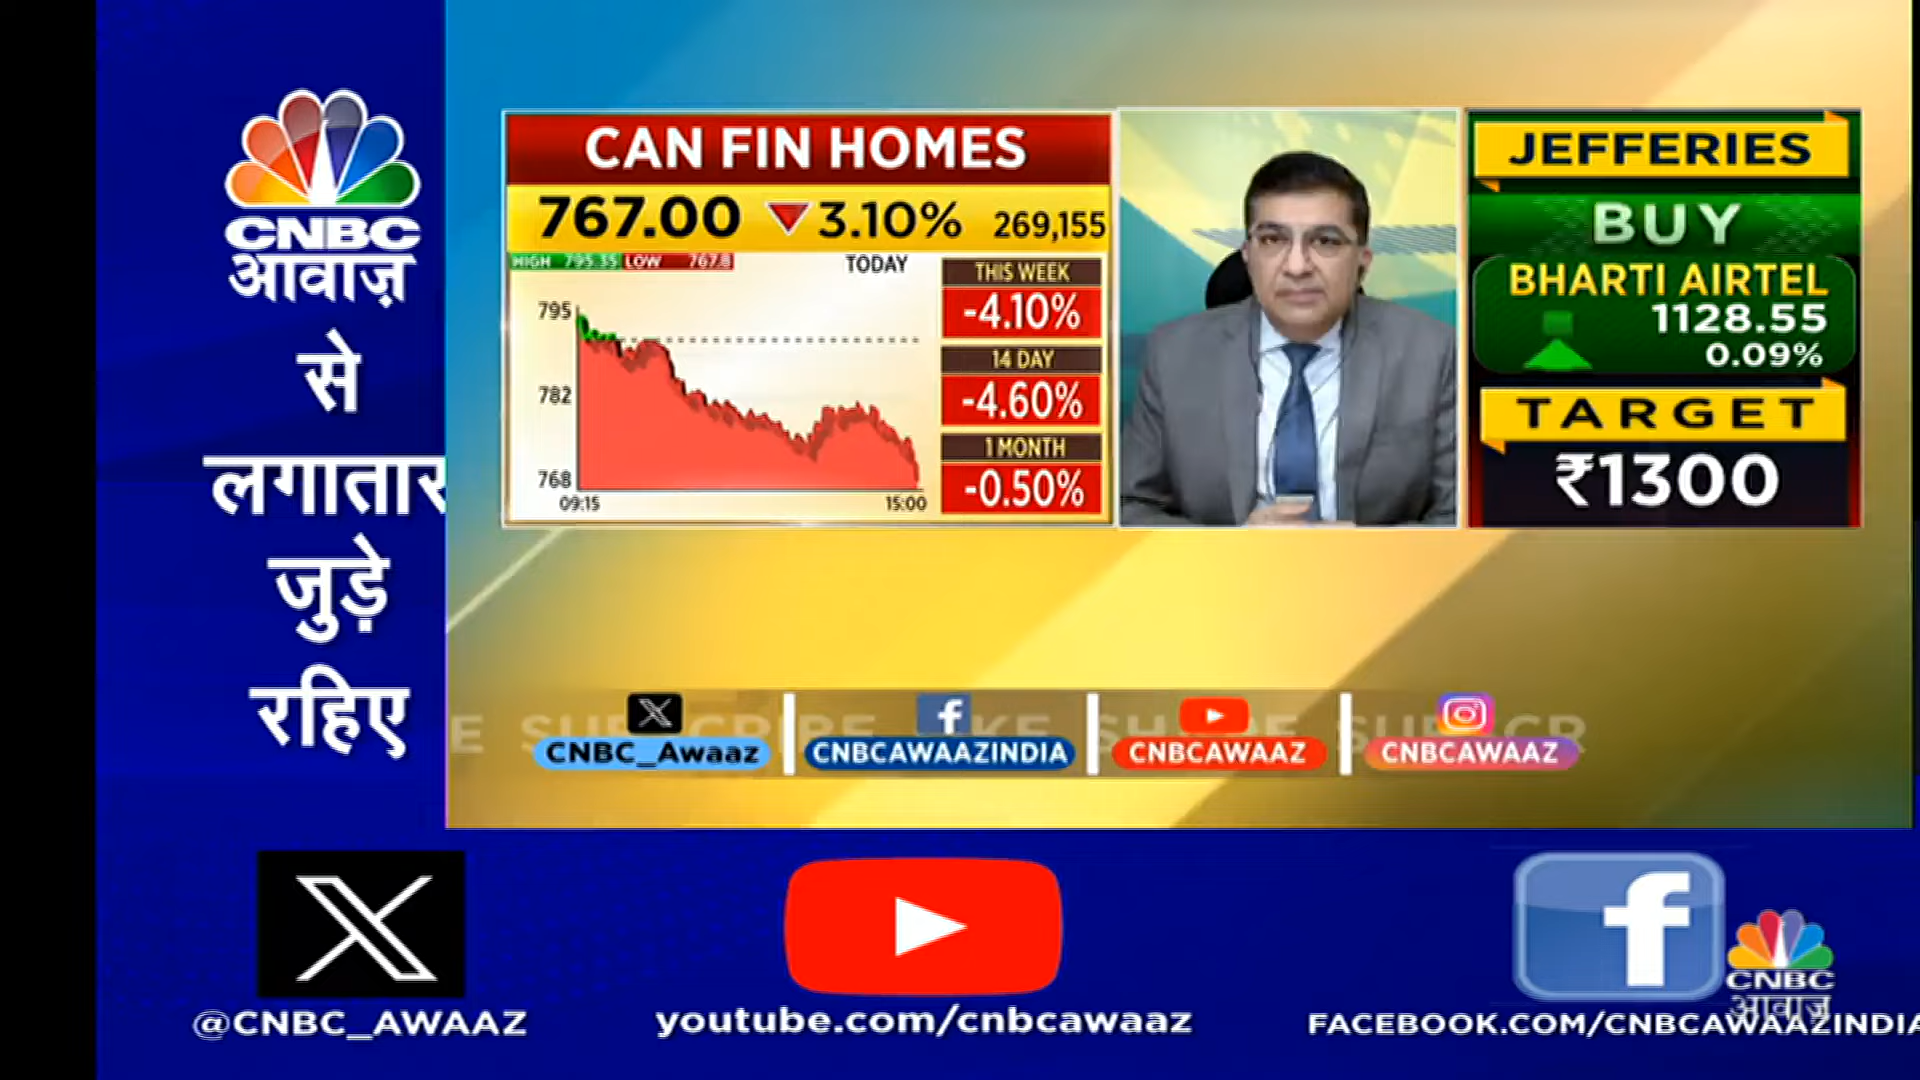 CNBC
आवाज़
से
लगातार
जुड़े
रहिए
CAN FIN HOMES
767.00 3.10% 269,155
HIGH 795.35 LOW 767.8
TODAY
795
782
768
09:15 15:00
THIS WEEK
-4.10%
14 DAY
-4.60%
1 MONTH
-0.50%
JEFFERIES
BUY
BHARTI AIRTEL
1128.55
0.09%
TARGET
₹1300
CNBC_Awaaz
CNBCAWAAZINDIA
CNBCAWAAZ
CNBCAWAAZ
@CNBC_AWAAZ
youtube.com/cnbcawaaz
FACEBOOK.COM/CNBCAWAAZINDIA
CNBC
आवाज़